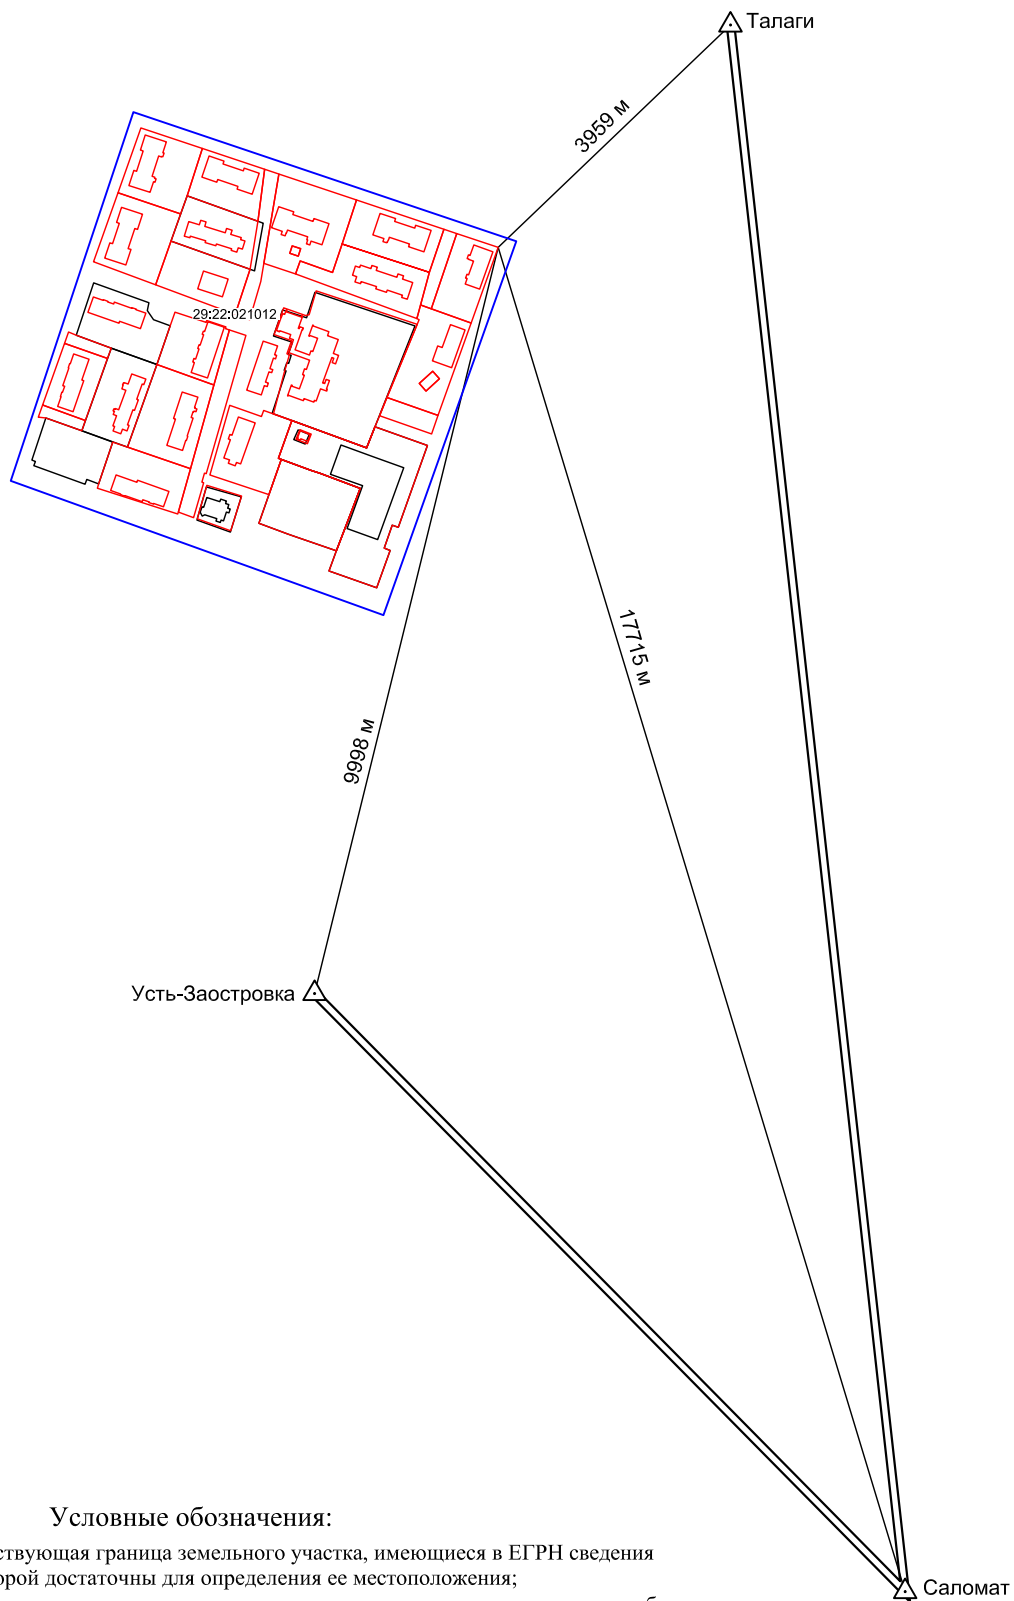 Талаги
3959 м
29:22:021012
17715 м
9998 м
Усть-Заостровка
Условные обозначения:
ствующая граница земельного участка, имеющиеся в ЕГРН сведения
орой достаточны для определения ее местоположения;
Саломат